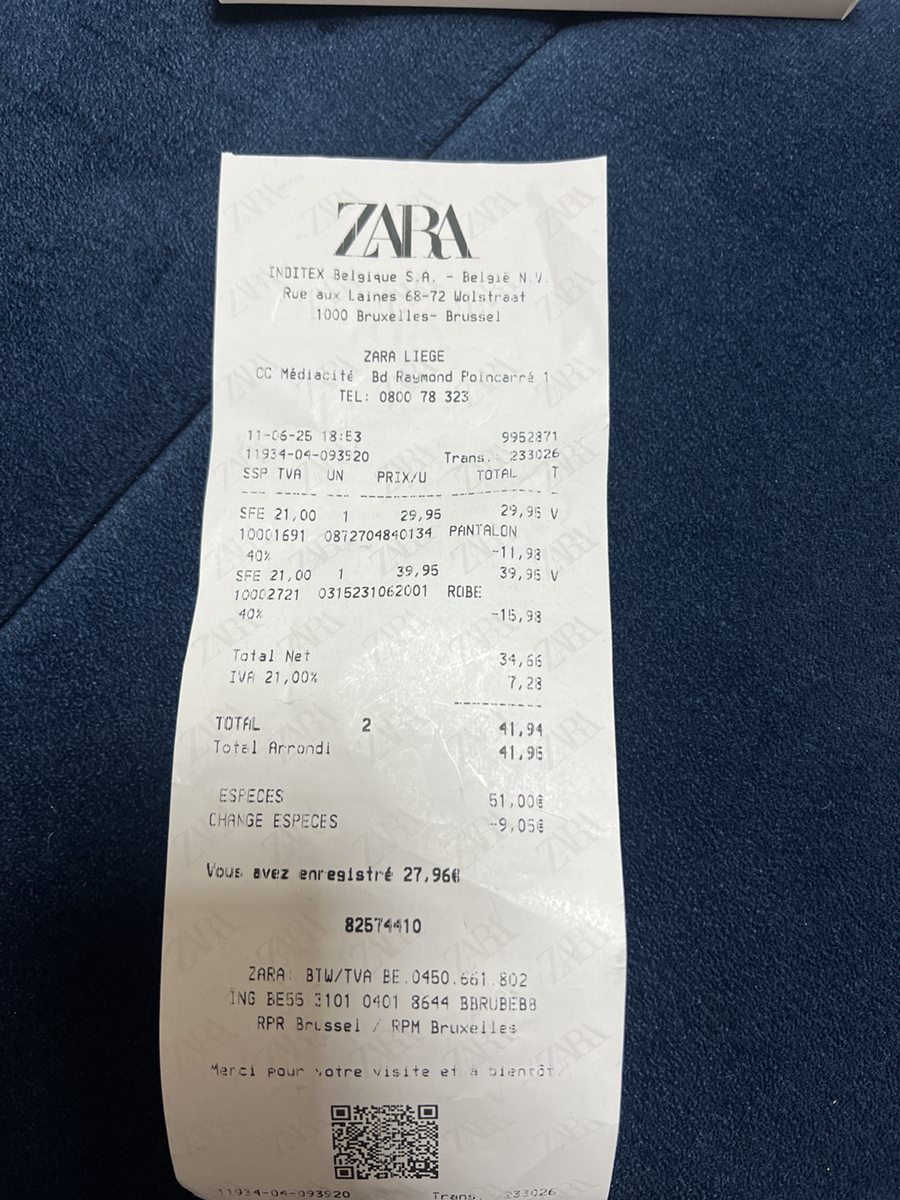 ZARA
INDITEX Belgique S.A. - België N.V.
Rue aux Laines 68-72 Wolstraat
1000 Bruxelles- Brussel
ZARA LIEGE
CC Médiacité Bd Raymond Poincarré 1
TEL: 0800 78 323
11-06-25 18:53 9952871
11934-04-093920 Trans.: 233026
SSP TVA UN PRIX/U TOTAL T
SFE 21,00 1 29,95 29,95 V
10001691 0872704840134 PANTALON
40% -11,98
SFE 21,00 1 39,95 39,95 V
10002721 0315231062001 ROBE
40% -15,98
Total Net 34,66
IVA 21,00% 7,28
TOTAL 2 41,94
Total Arrondi 41,95
ESPECES 51,00€
CHANGE ESPECES -9,05€
Vous avez enregistré 27,96€
82574410
ZARA: BTW/TVA BE.0450.661.802
ING BE55 3101 0401 8644 BBRUBEBB
RPR Brussel / RPM Bruxelles
Merci pour votre visite et à bientôt.
11934-04-093920 Trans. 233026